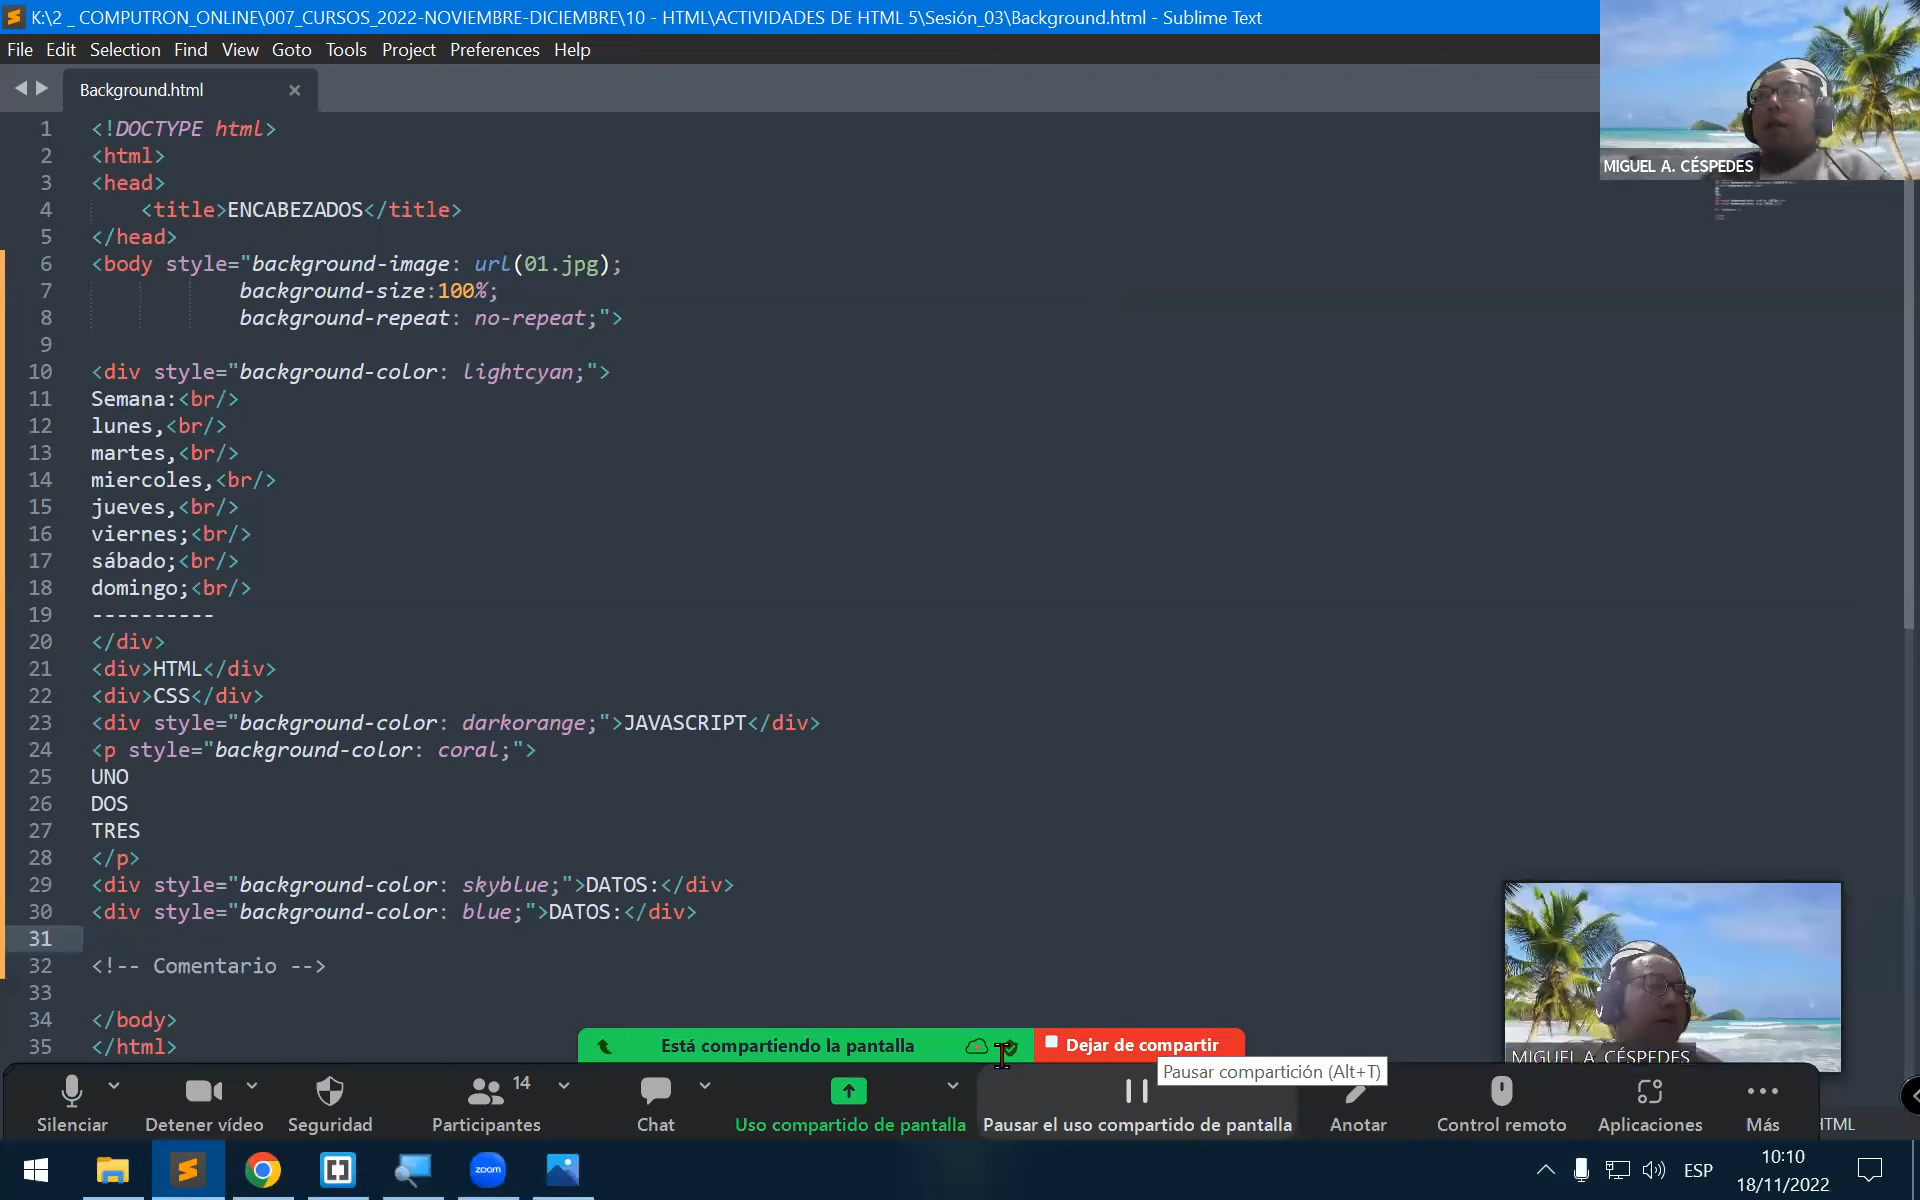 K:\2 _ COMPUTRON_ONLINE\007_CURSOS_2022-NOVIEMBRE-DICIEMBRE\10 - HTML\ACTIVIDADES DE HTML 5\Sesión_03\Background.html - Sublime Text
File Edit Selection Find View Goto Tools Project Preferences Help
Background.html
MIGUEL A. CÉSPEDES
1 <!DOCTYPE html>
2 <html>
3 <head>
4 <title>ENCABEZADOS</title>
5 </head>
6 <body style="background-image: url(01.jpg);
7 background-size:100%;
8 background-repeat: no-repeat;">
9
10 <div style="background-color: lightcyan;">
11 Semana:<br/>
12 lunes,<br/>
13 martes,<br/>
14 miercoles,<br/>
15 jueves,<br/>
16 viernes;<br/>
17 sábado;<br/>
18 domingo;<br/>
19 ----------
20 </div>
21 <div>HTML</div>
22 <div>CSS</div>
23 <div style="background-color: darkorange;">JAVASCRIPT</div>
24 <p style="background-color: coral;">
25 UNO
26 DOS
27 TRES
28 </p>
29 <div style="background-color: skyblue;">DATOS:</div>
30 <div style="background-color: blue;">DATOS:</div>
31
32 <!-- Comentario -->
33
34 </body>
35 </html>
MIGUEL A. CÉSPEDES
Está compartiendo la pantalla
Dejar de compartir
Pausar compartición (Alt+T)
14
Silenciar
Detener vídeo
Seguridad
Participantes
Chat
Uso compartido de pantalla
Pausar el uso compartido de pantalla
Anotar
Control remoto
Aplicaciones
Más
HTML
zoom
ESP
10:10
18/11/2022